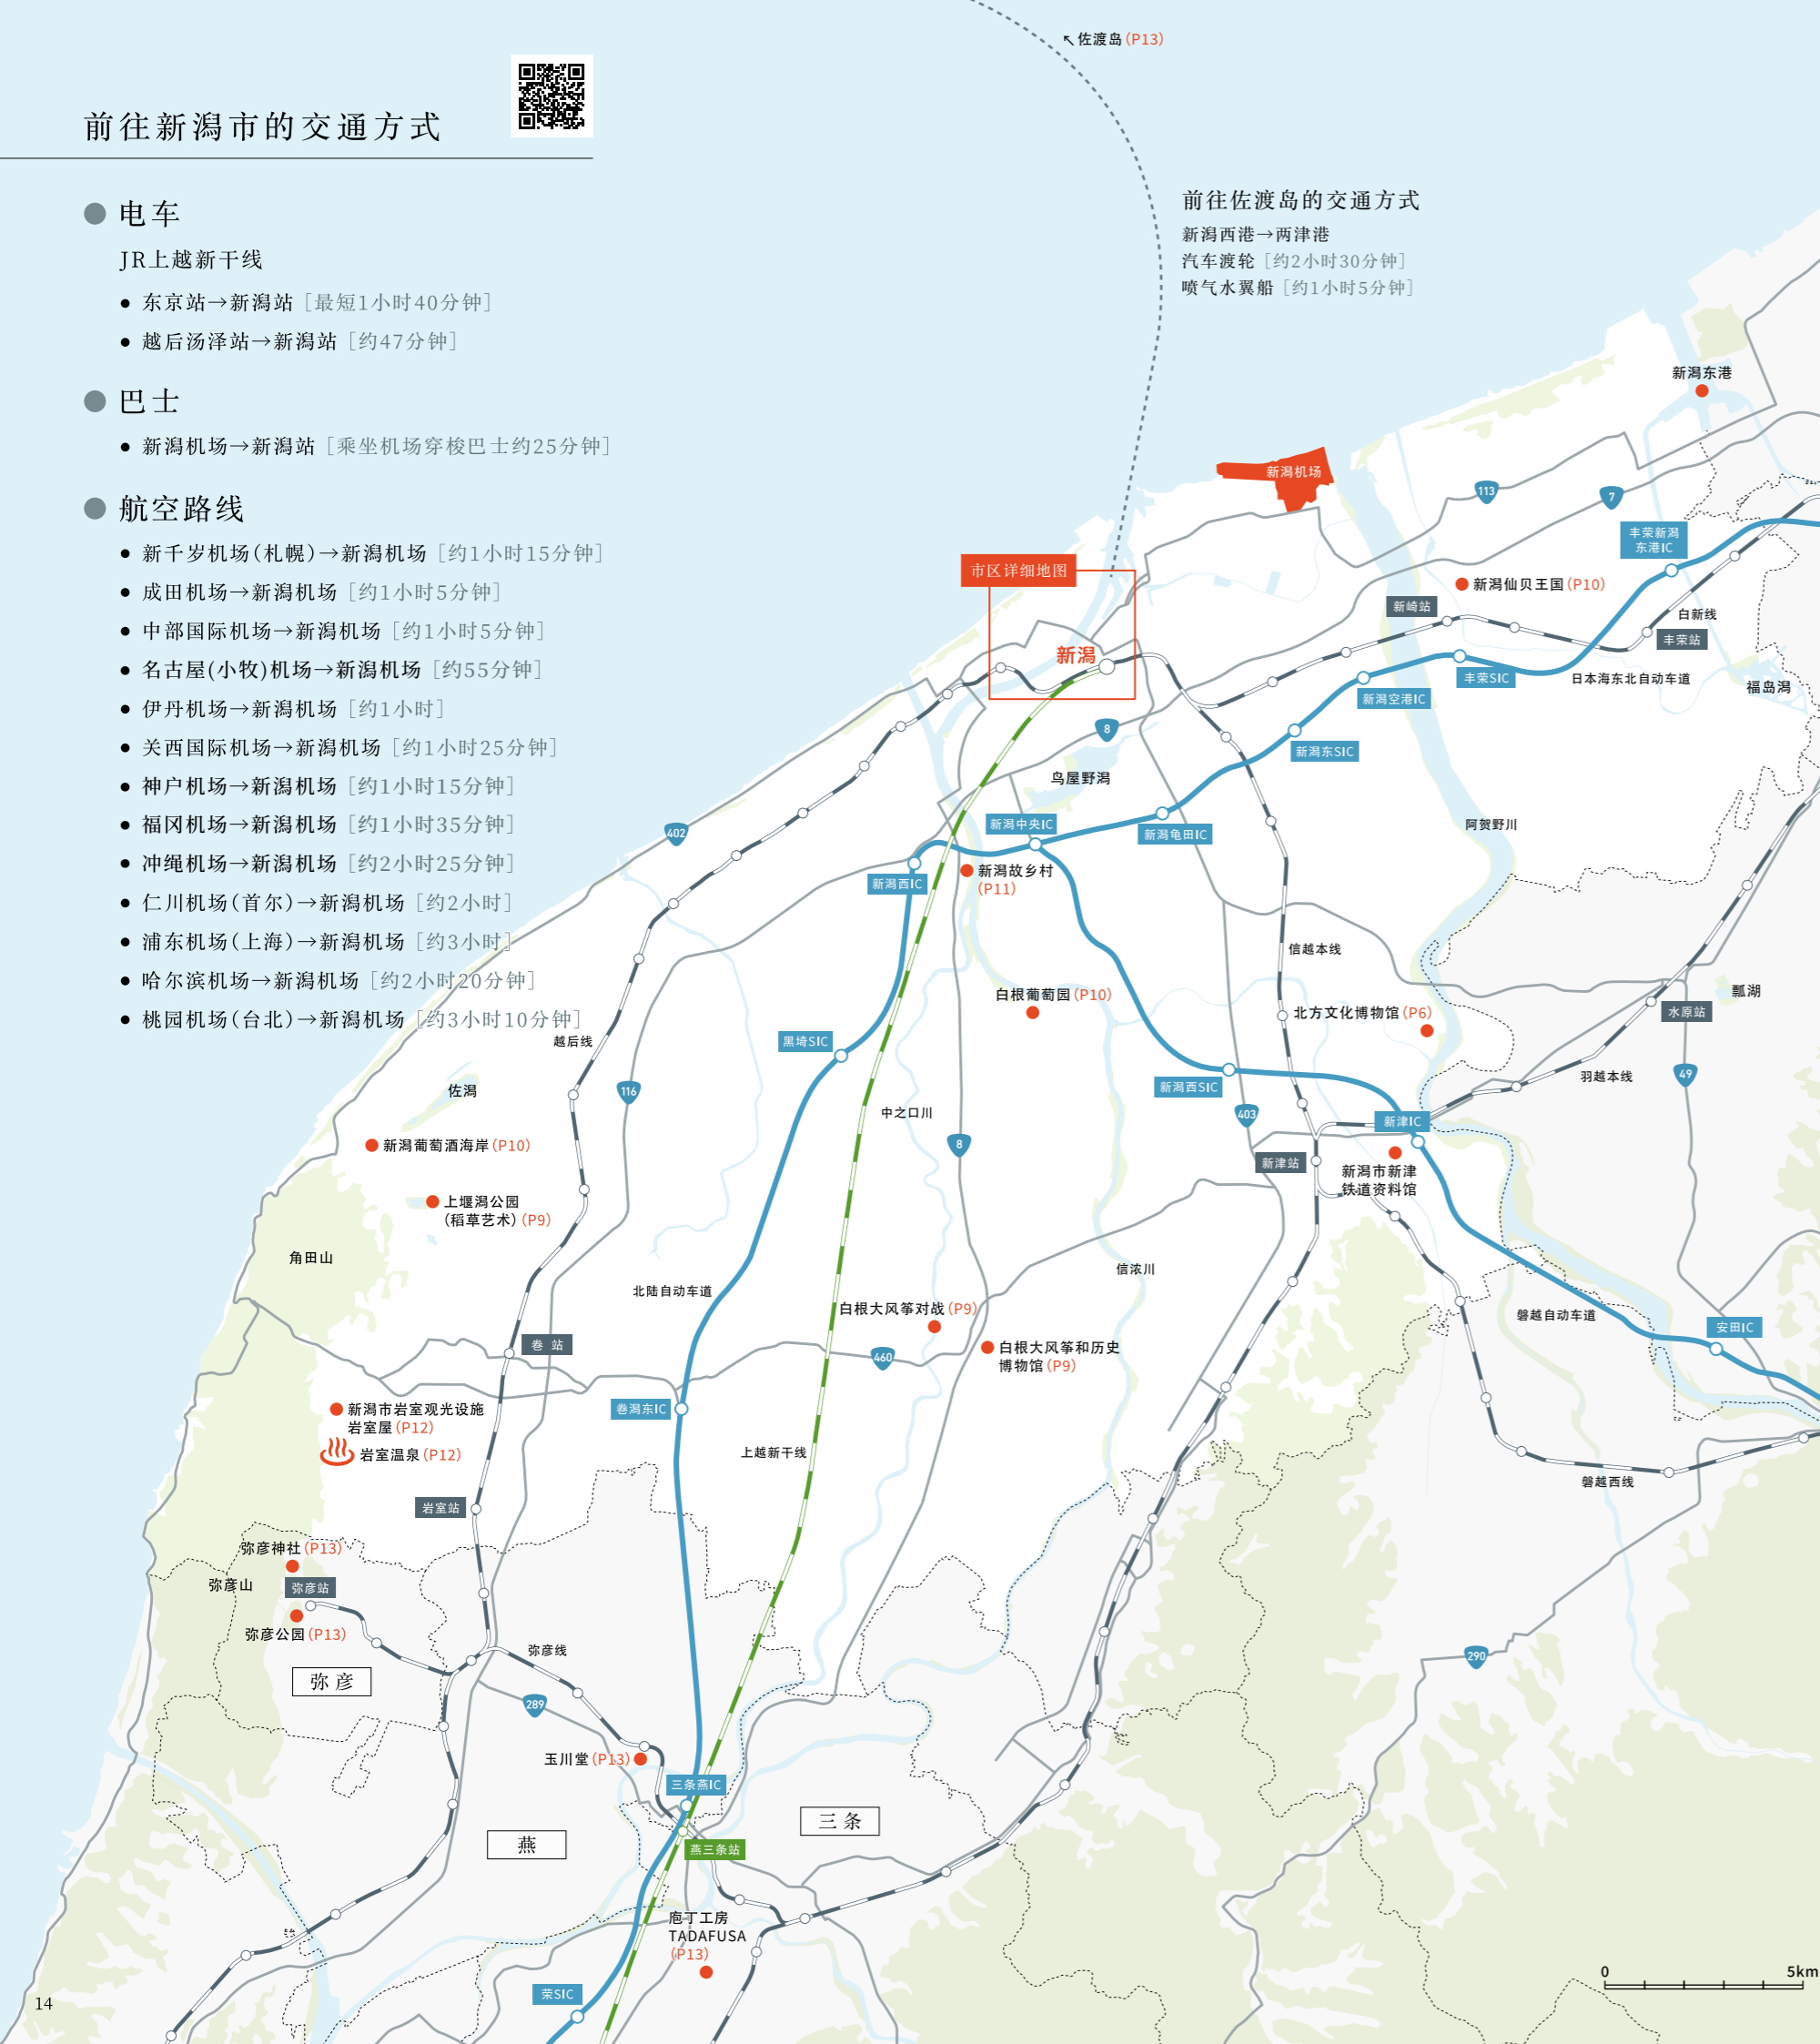 前往新潟市的交通方式
● 电车
JR上越新干线
● 东京站→新潟站［最短1小时40分钟］
● 越后汤泽站→新潟站［约47分钟］
● 巴士
● 新潟机场→新潟站［乘坐机场穿梭巴士约25分钟］
● 航空路线
● 新千岁机场（札幌）→新潟机场［约1小时15分钟］
● 成田机场→新潟机场［约1小时5分钟］
● 中部国际机场→新潟机场［约1小时5分钟］
● 名古屋(小牧)机场→新潟机场［约55分钟］
● 伊丹机场→新潟机场［约1小时］
● 关西国际机场→新潟机场［约1小时25分钟］
● 神户机场→新潟机场［约1小时15分钟］
● 福冈机场→新潟机场［约1小时35分钟］
● 冲绳机场→新潟机场［约2小时25分钟］
● 仁川机场（首尔）→新潟机场［约2小时］
● 浦东机场（上海）→新潟机场［约3小时］
● 哈尔滨机场→新潟机场［约2小时20分钟］
● 桃园机场（台北）→新潟机场［约3小时10分钟］
↖佐渡岛（P13）
前往佐渡岛的交通方式
新潟西港→两津港
汽车渡轮［约2小时30分钟］
喷气水翼船［约1小时5分钟］
新潟东港
新潟机场
113
7
丰荣新潟
东港IC
市区详细地图
新潟仙贝王国（P10）
新崎站
白新线
丰荣站
新潟
丰荣SIC
日本海东北自动车道
福岛潟
新潟空港IC
8
新潟东SIC
鸟屋野潟
402
新潟中央IC
新潟龟田IC
阿贺野川
新潟西IC
新潟故乡村
（P11）
信越本线
白根葡萄园（P10）
瓢湖
北方文化博物馆（P6）
水原站
越后线
黑埼SIC
佐潟
116
新潟西SIC
羽越本线
49
中之口川
403
新津IC
新潟葡萄酒海岸（P10）
8
新津站
新潟市新津
铁道资料馆
上堰潟公园
（稻草艺术）（P9）
角田山
信浓川
北陆自动车道
白根大风筝对战（P9）
磐越自动车道
安田IC
卷 站
460
白根大风筝和历史
博物馆（P9）
新潟市岩室观光设施
岩室屋（P12）
卷潟东IC
岩室温泉（P12）
上越新干线
磐越西线
岩室站
弥彦神社（P13）
弥彦山
弥彦站
弥彦公园（P13）
弥彦线
290
弥彦
289
玉川堂（P13）
三条燕IC
三条
燕
燕三条站
庖丁工房
TADAFUSA
（P13）
荣SIC
0 5km
14